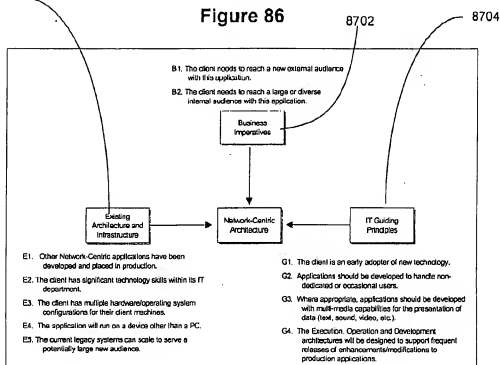 Figure 86
8702
8704
B1. The client needs to reach a new external audience
with this application.
B2. The client needs to reach a large or diverse
internal audience with this application.
Business
Imperatives
Existing
Architecture and
Infrastructure
Network-Centric
Architecture
IT Guiding
Principles
E1. Other Network-Centric applications have been
developed and placed in production.
E2. The client has significant technology skills within its IT
department.
E3. The client has multiple hardware/operating system
configurations for their client machines.
E4. The application will run on a device other than a PC.
E5. The current legacy systems can scale to serve a
potentially large new audience.
G1. The client is an early adopter of new technology.
G2. Applications should be developed to handle non-
dedicated or occasional users.
G3. Where appropriate, applications should be developed
with multi-media capabilities for the presentation of
data (text, sound, video, etc.).
G4. The Execution, Operation and Development
architectures will be designed to support frequent
releases of enhancements/modifications to
production applications.